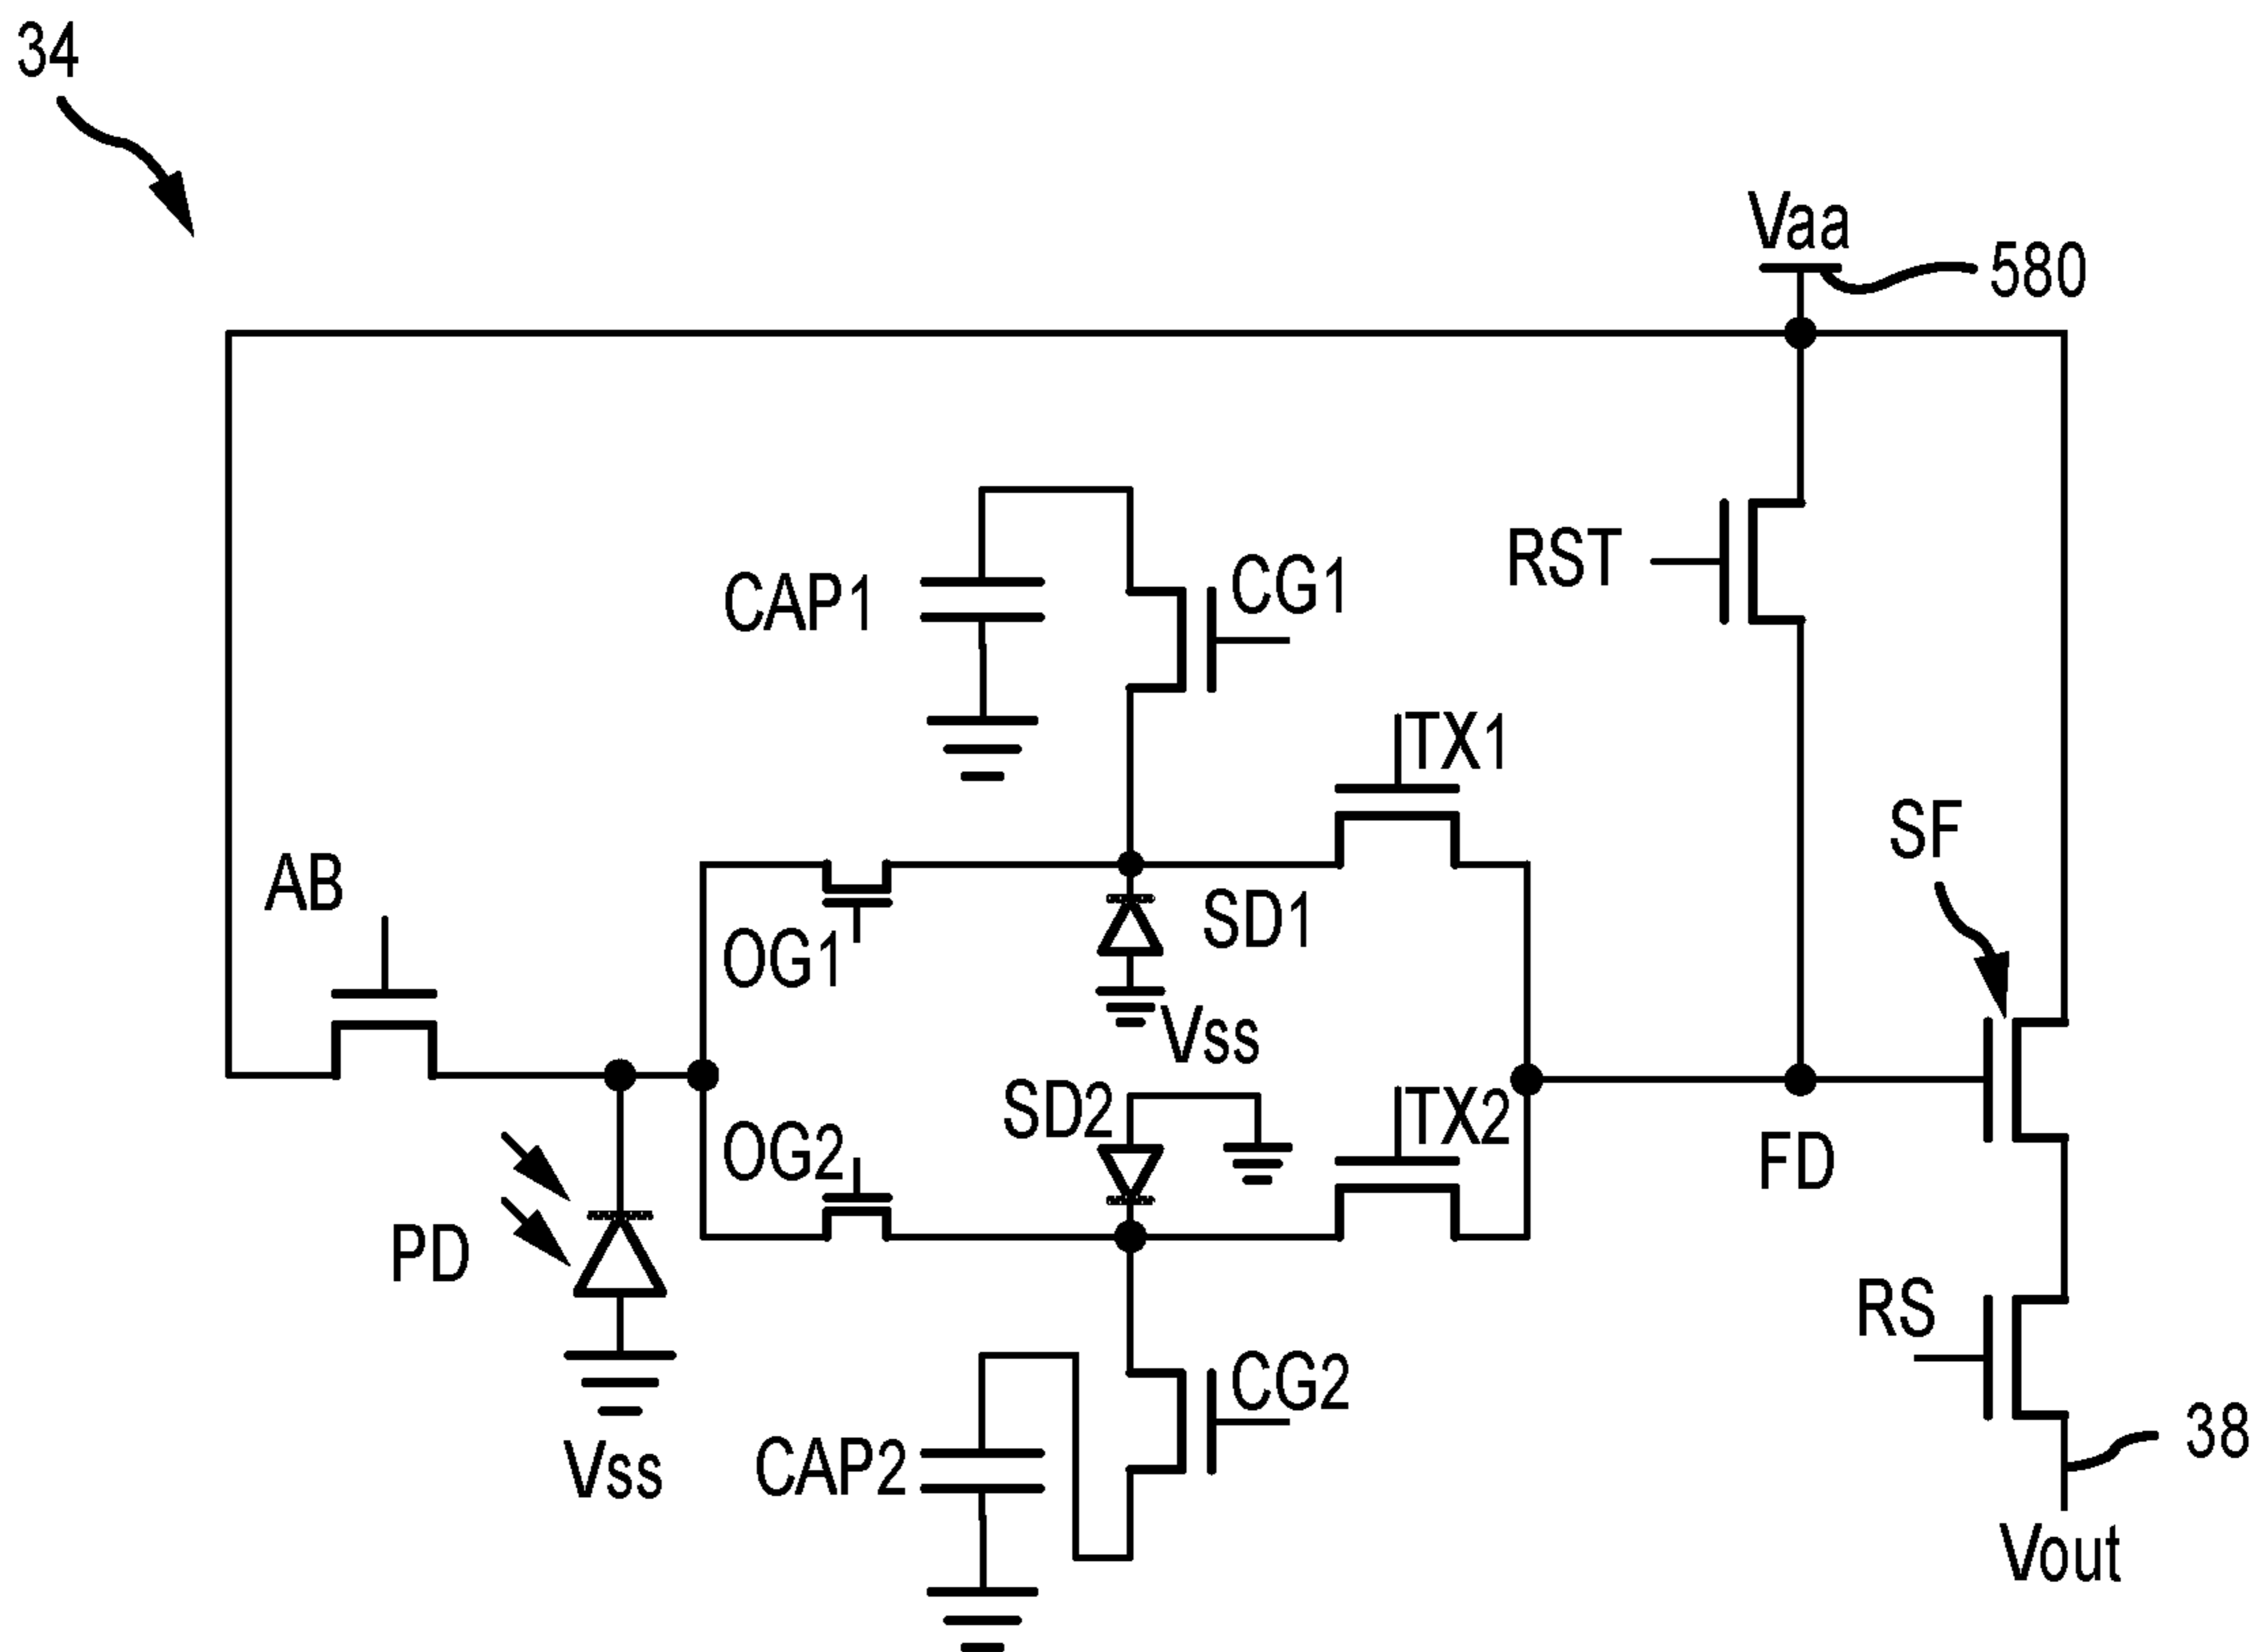 34
Vaa
580
RST
CAP1
CG1
TX1
SF
AB
OG1
SD1
Vss
SD2
OG2
TX2
FD
PD
RS
CG2
CAP2
Vss
38
Vout